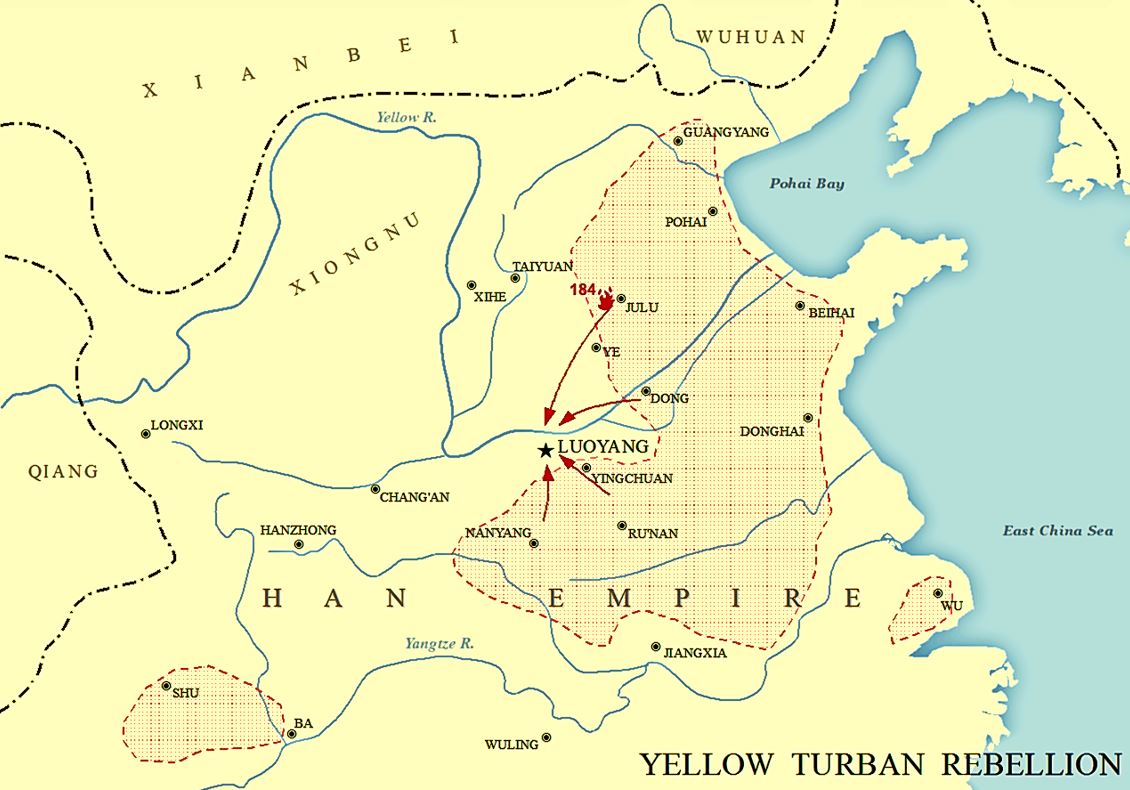 XIANBEI
WUHUAN
Yellow R.
GUANGYANG
Pohai Bay
POHAI
XIONGNU
TAIYUAN
XIHE
184
JULU
BEIHAI
YE
DONG
LONGXI
DONGHAI
LUOYANG
QIANG
YINGCHUAN
CHANG'AN
HANZHONG
NANYANG
RU'NAN
East China Sea
HAN EMPIRE
WU
Yangtze R.
JIANGXIA
SHU
BA
WULING
YELLOW TURBAN REBELLION